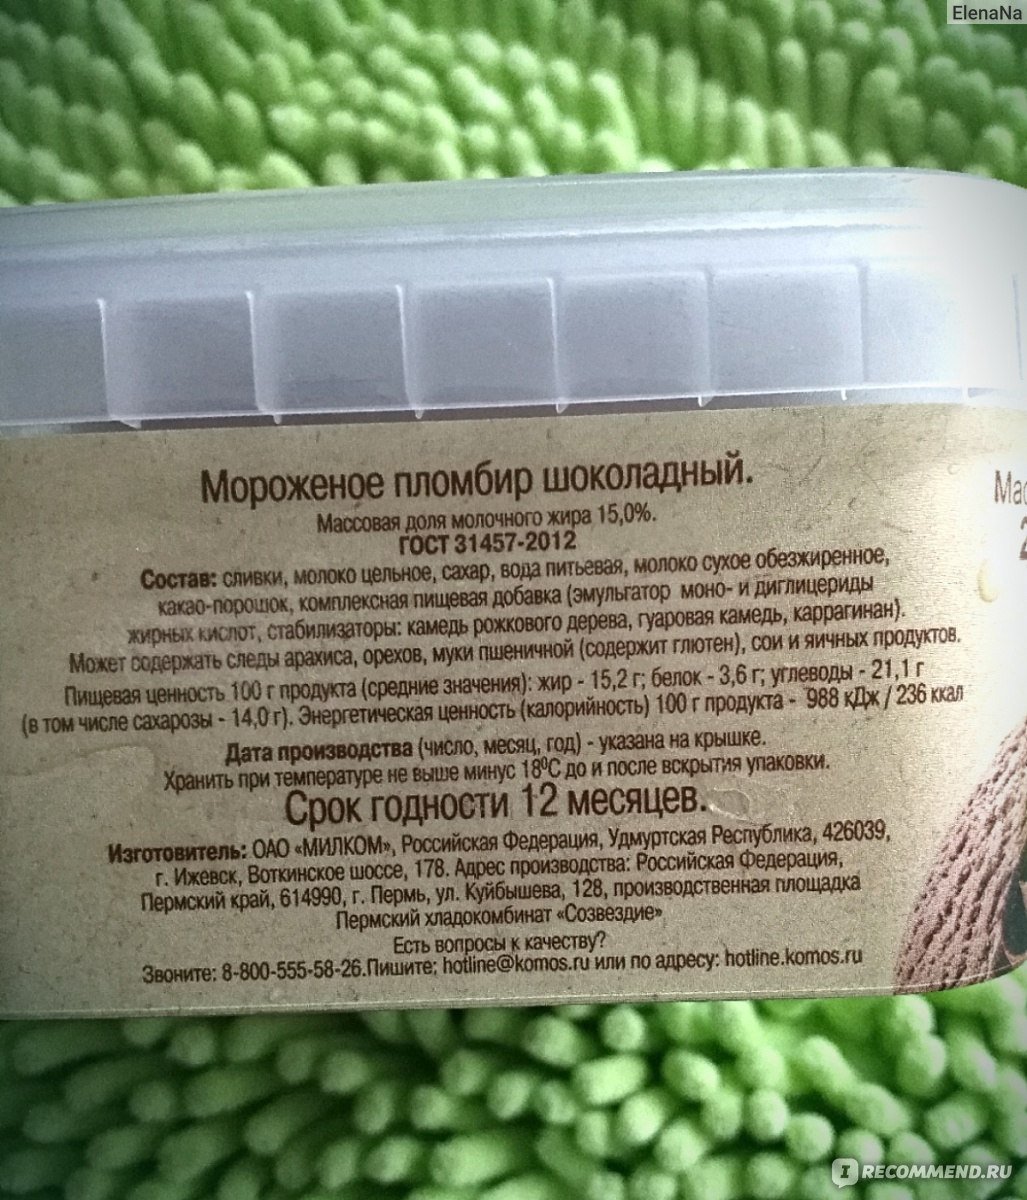 ElenaNa
Мороженое пломбир шоколадный.
Массовая доля молочного жира 15,0%.
ГОСТ 31457-2012
Состав: сливки, молоко цельное, сахар, вода питьевая, молоко сухое обезжиренное,
какао-порошок, комплексная пищевая добавка (эмульгатор моно- и диглицериды
жирных кислот, стабилизаторы: камедь рожкового дерева, гуаровая камедь, каррагинан).
Может содержать следы арахиса, орехов, муки пшеничной (содержит глютен), сои и яичных продуктов.
Пищевая ценность 100 г продукта (средние значения): жир - 15,2 г; белок - 3,6 г; углеводы - 21,1 г
(в том числе сахарозы - 14,0 г). Энергетическая ценность (калорийность) 100 г продукта - 988 кДж / 236 ккал
Дата производства (число, месяц, год) - указана на крышке.
Хранить при температуре не выше минус 18⁰С до и после вскрытия упаковки.
Срок годности 12 месяцев.
Изготовитель: ОАО «МИЛКОМ», Российская Федерация, Удмуртская Республика, 426039,
г. Ижевск, Воткинское шоссе, 178. Адрес производства: Российская Федерация,
Пермский край, 614990, г. Пермь, ул. Куйбышева, 128, производственная площадка
Пермский хладокомбинат «Созвездие»
Есть вопросы к качеству?
Звоните: 8-800-555-58-26.Пишите: hotline@komos.ru или по адресу: hotline.komos.ru
Мас
2
IRECOMMEND.RU